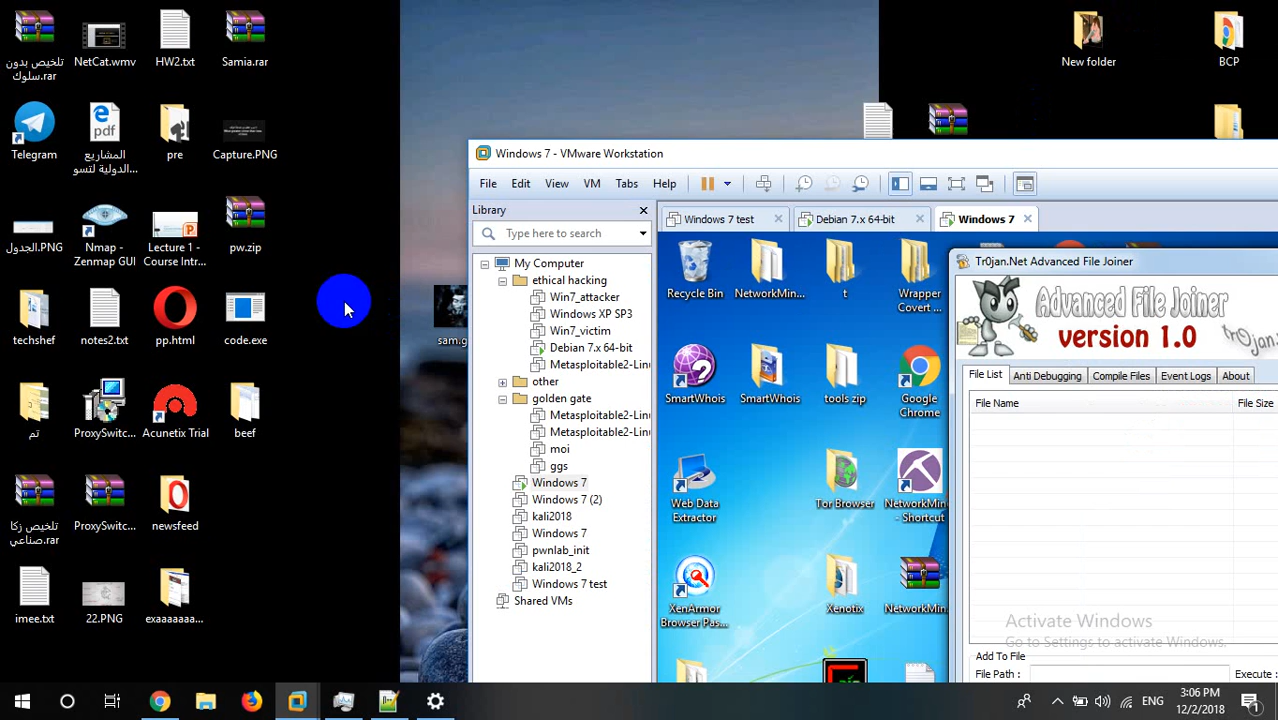 تلخيص بدون
سلوك.rar
NetCat.wmv
HW2.txt
Samia.rar
New folder
BCP
Telegram
pdf
المشاريع
الدولية لتسو...
pre
Capture.PNG
Windows 7 - VMware Workstation
File
Edit
View
VM
Tabs
Help
Library
Type here to search
Windows 7 test
Debian 7.x 64-bit
Windows 7
الجدول.PNG
Nmap -
Zenmap GUI
Lecture 1 -
Course Intr...
pw.zip
My Computer
ethical hacking
Win7_attacker
Windows XP SP3
Win7_victim
Debian 7.x 64-bit
Metasploitable2-Lin
other
golden gate
Metasploitable2-Lin
Metasploitable2-Lin
moi
ggs
Windows 7
Windows 7 (2)
kali2018
Windows 7
pwnlab_init
kali2018_2
Windows 7 test
Shared VMs
techshef
notes2.txt
pp.html
code.exe
sam.g
تم
ProxySwitc...
Acunetix Trial
beef
تلخيص زكا
صناعي.rar
ProxySwitc...
newsfeed
imee.txt
22.PNG
exaaaaaaa...
Recycle Bin
NetworkMin...
t
Wrapper
Covert ...
SmartWhois
SmartWhois
tools zip
Google
Chrome
Web Data
Extractor
Tor Browser
NetworkMin
- Shortcut
XenArmor
Browser Pas...
Xenotix
NetworkMin
Tr0jan.Net Advanced File Joiner
Advanced File Joiner
version 1.0
tr0jan.
File List
Anti Debugging
Compile Files
Event Logs
About
File Name
File Size
Activate Windows
Go to Settings to activate Windows.
Add To File
File Path :
Execute :
ENG
3:06 PM
12/2/2018
1